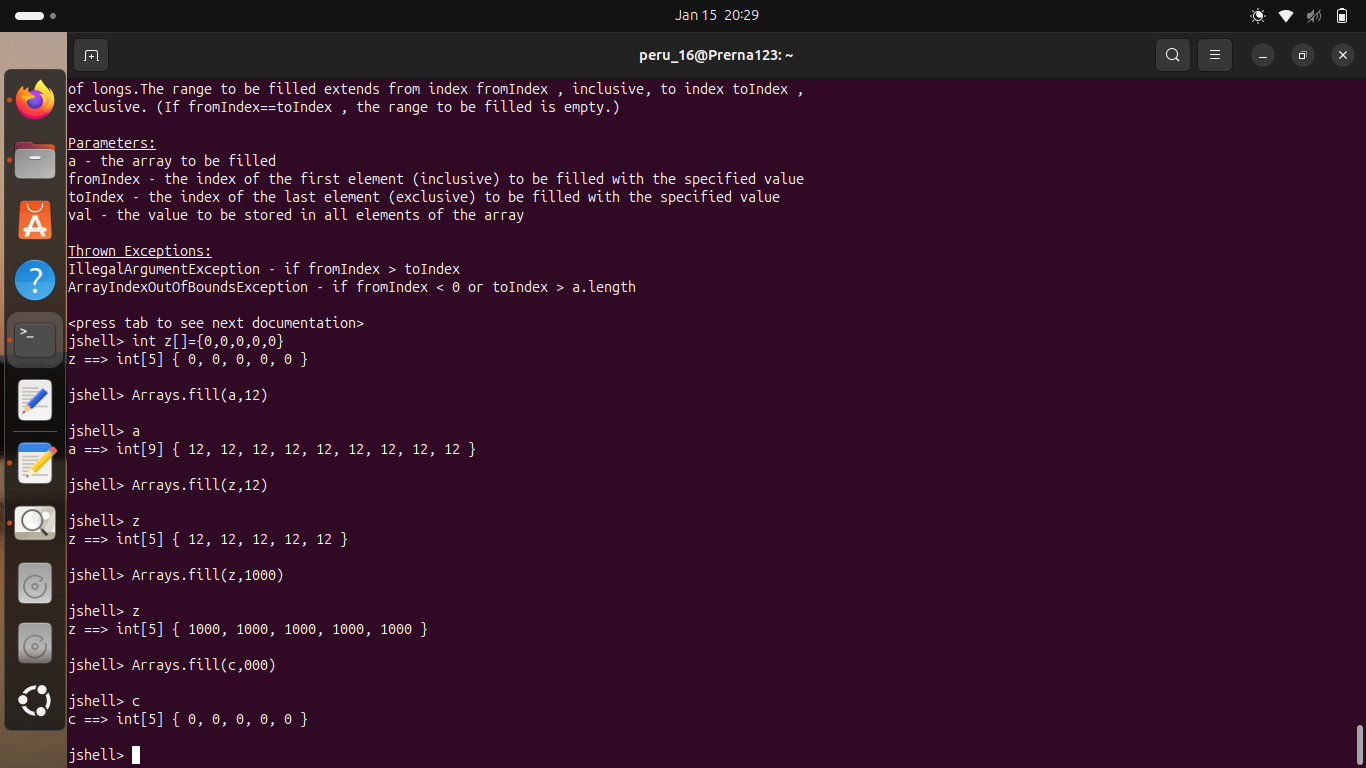 Jan 15 20:29
peru_16@Prerna123: ~
of longs.The range to be filled extends from index fromIndex , inclusive, to index toIndex ,
exclusive. (If fromIndex==toIndex , the range to be filled is empty.)
Parameters:
a - the array to be filled
fromIndex - the index of the first element (inclusive) to be filled with the specified value
toIndex - the index of the last element (exclusive) to be filled with the specified value
val - the value to be stored in all elements of the array
Thrown Exceptions:
IllegalArgumentException - if fromIndex > toIndex
ArrayIndexOutOfBoundsException - if fromIndex < 0 or toIndex > a.length
<press tab to see next documentation>
jshell> int z[]={0,0,0,0,0}
z ==> int[5] { 0, 0, 0, 0, 0 }
jshell> Arrays.fill(a,12)
jshell> a
a ==> int[9] { 12, 12, 12, 12, 12, 12, 12, 12, 12 }
jshell> Arrays.fill(z,12)
jshell> z
z ==> int[5] { 12, 12, 12, 12, 12 }
jshell> Arrays.fill(z,1000)
jshell> z
z ==> int[5] { 1000, 1000, 1000, 1000, 1000 }
jshell> Arrays.fill(c,000)
jshell> c
c ==> int[5] { 0, 0, 0, 0, 0 }
jshell>